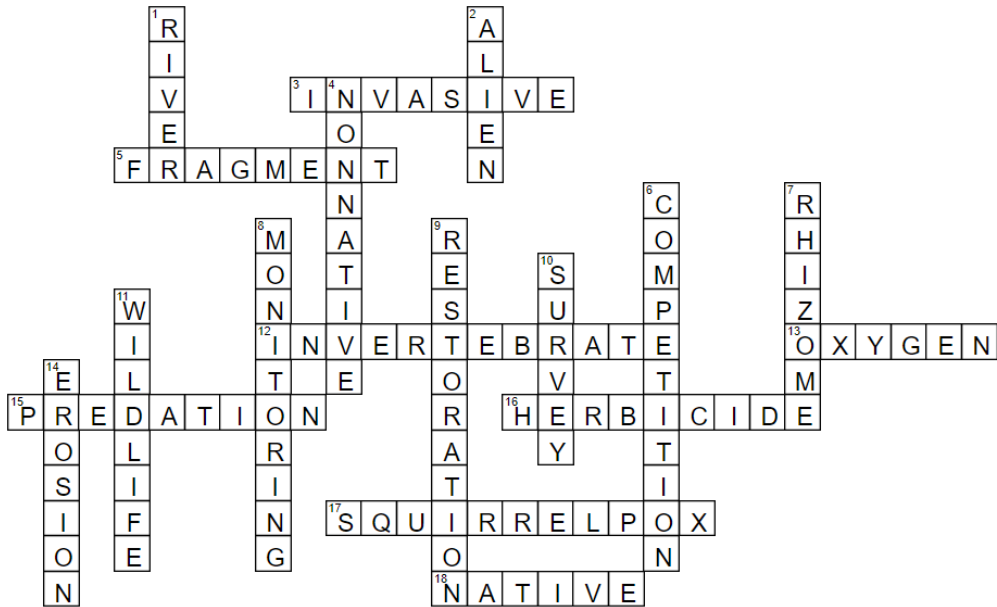 1 RIVER
2 ALIEN
3 INVASIVE
4 NONNATIVE
5 FRAGMENT
6 COMPETITION
7 RHIZOME
8 MONITORING
9 RESTORATION
10 SURVEY
11 WILDLIFE
12 INVERTEBRATE
13 OXYGEN
14 EROSION
15 PREDATION
16 HERBICIDE
17 SQUIRRELPOX
18 NATIVE